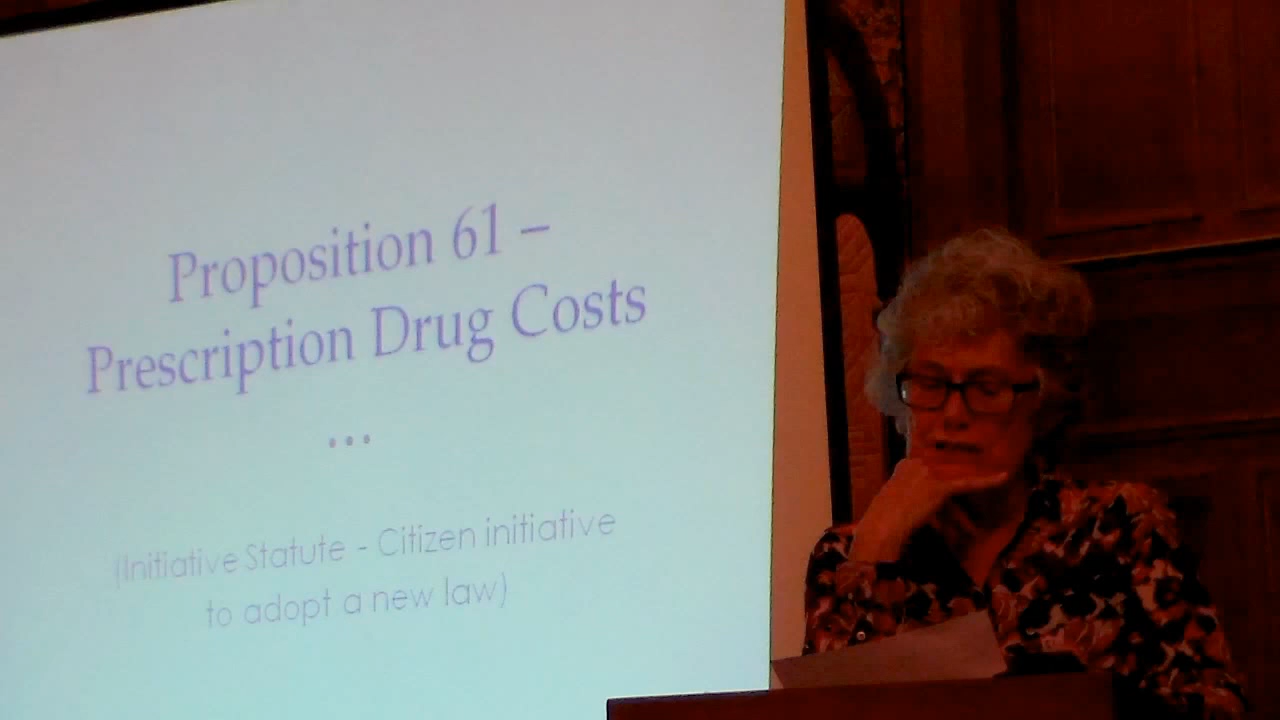 Proposition 61 –
Prescription Drug Costs
...
(Initiative Statute - Citizen initiative
to adopt a new law)